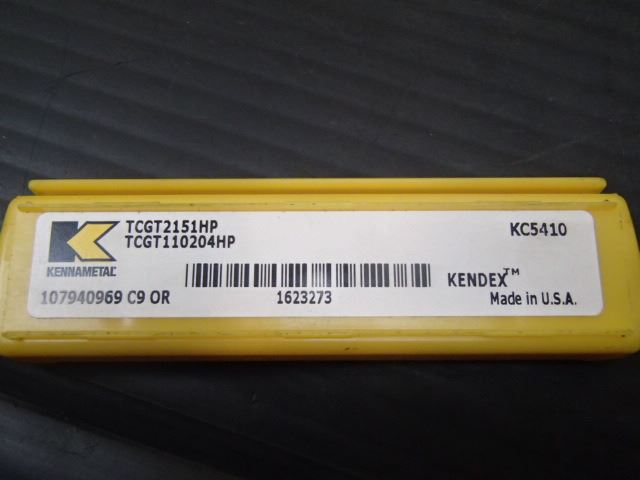 TCGT2151HP
TCGT110204HP
KC5410
KENNAMETAL
KENDEX™
107940969 C9 OR
1623273
Made in U.S.A.